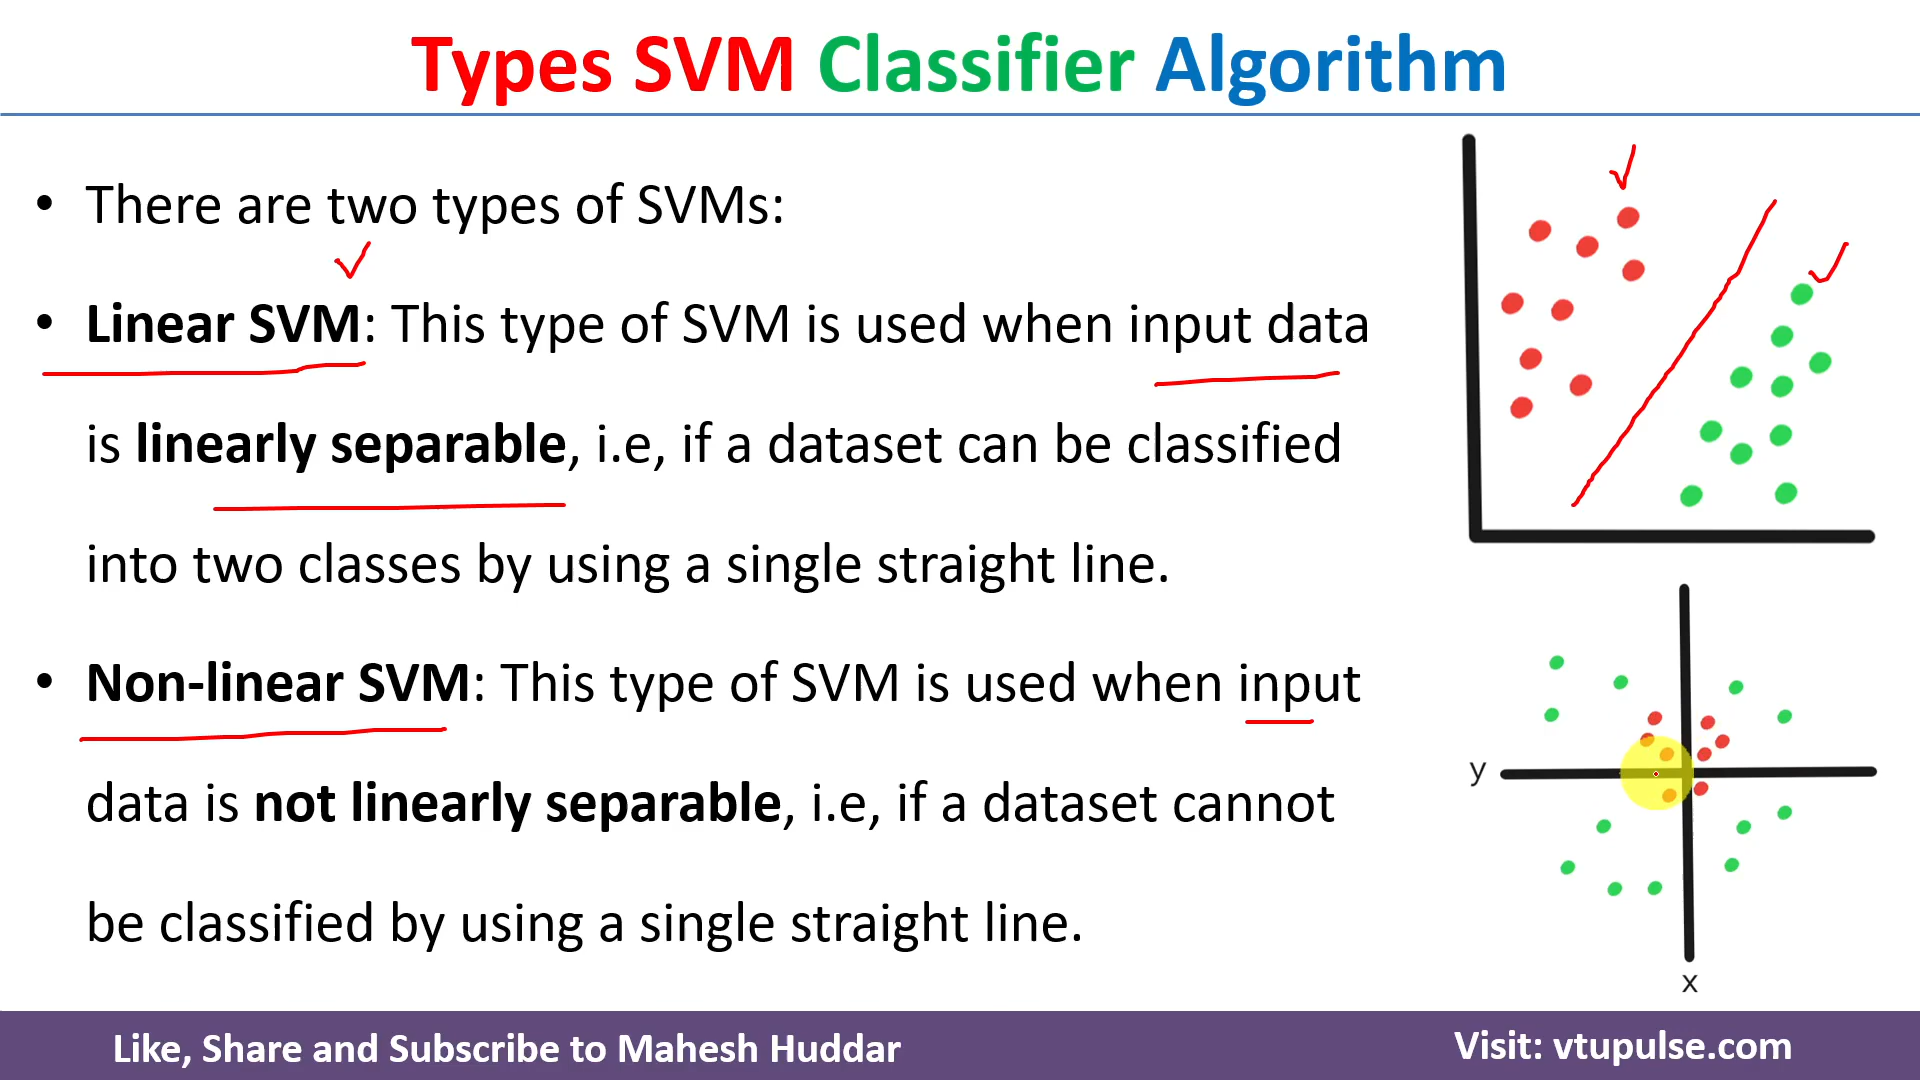 Types SVM Classifier Algorithm
• There are two types of SVMs:
• Linear SVM: This type of SVM is used when input data
is linearly separable, i.e, if a dataset can be classified
into two classes by using a single straight line.
• Non-linear SVM: This type of SVM is used when input
data is not linearly separable, i.e, if a dataset cannot
be classified by using a single straight line.
y
x
Like, Share and Subscribe to Mahesh Huddar
Visit: vtupulse.com